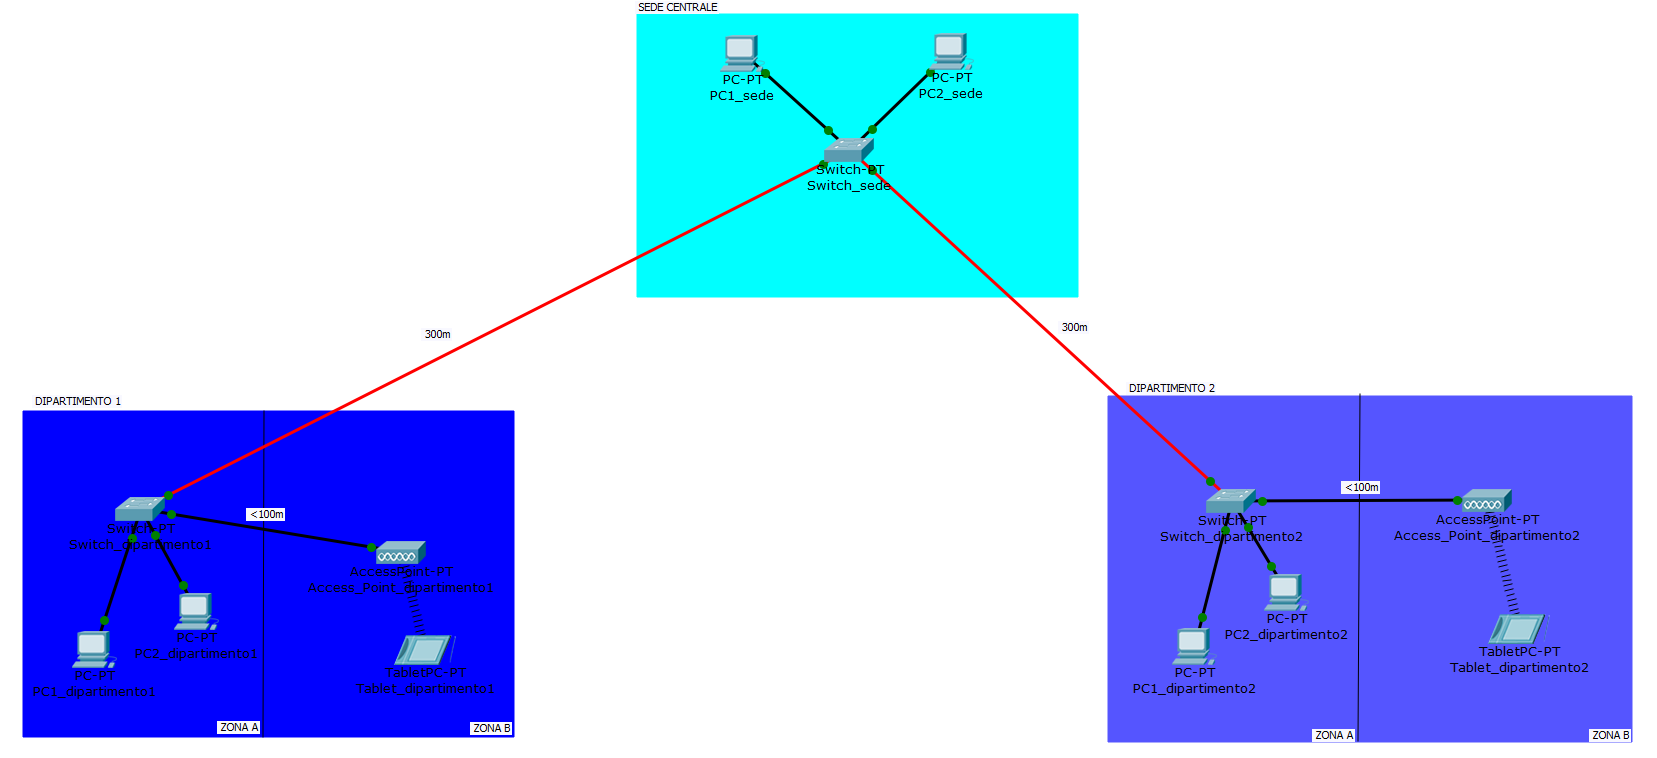 SEDE CENTRALE
PC-PT
PC1_sede
PC-PT
PC2_sede
Switch-PT
Switch_sede
300m
300m
DIPARTIMENTO 1
Switch-PT
Switch_dipartimento1
<100m
AccessPoint-PT
Access_Point_dipartimento1
PC-PT
PC2_dipartimento1
PC-PT
PC1_dipartimento1
TabletPC-PT
Tablet_dipartimento1
ZONA A
ZONA B
DIPARTIMENTO 2
<100m
Switch-PT
Switch_dipartimento2
AccessPoint-PT
Access_Point_dipartimento2
PC-PT
PC2_dipartimento2
PC-PT
PC1_dipartimento2
TabletPC-PT
Tablet_dipartimento2
ZONA A
ZONA B